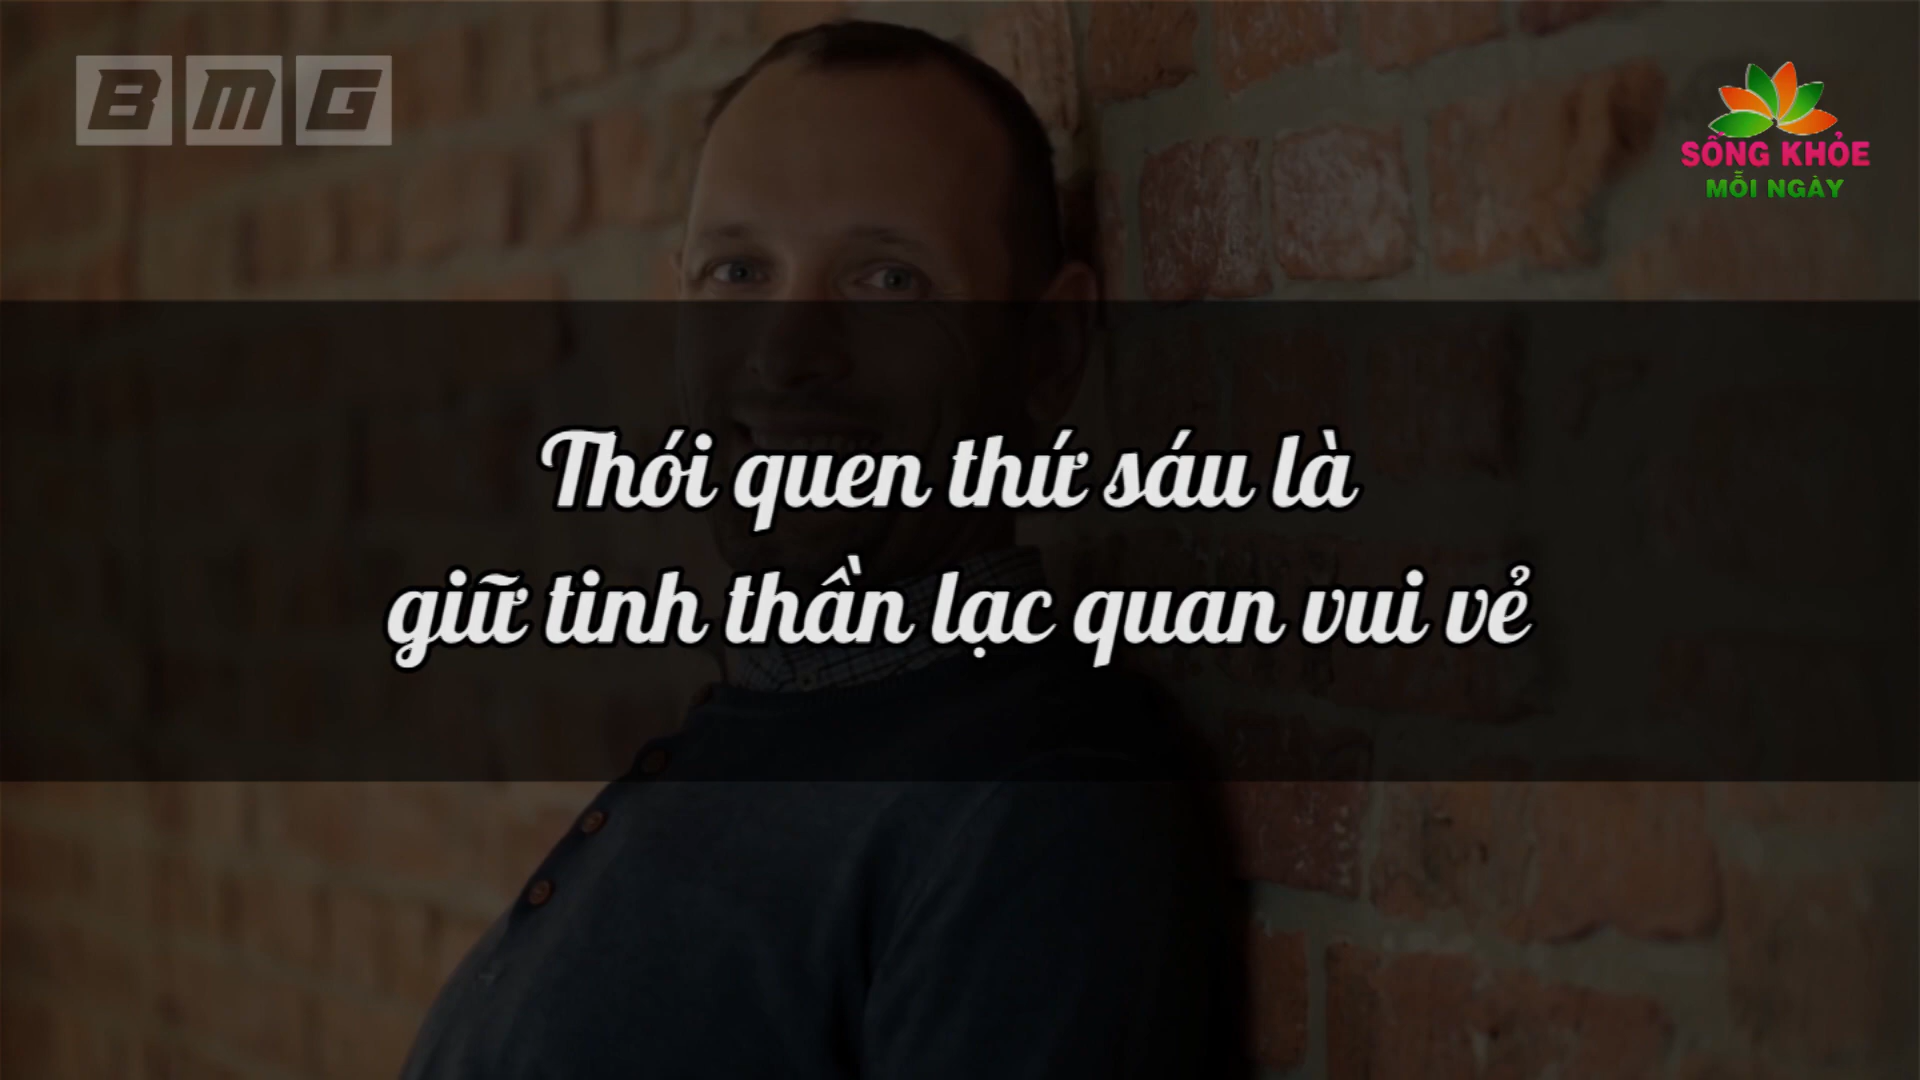 BMG
SỐNG KHỎE
MỖI NGÀY
Thói quen thứ sáu là
giữ tinh thần lạc quan vui vẻ